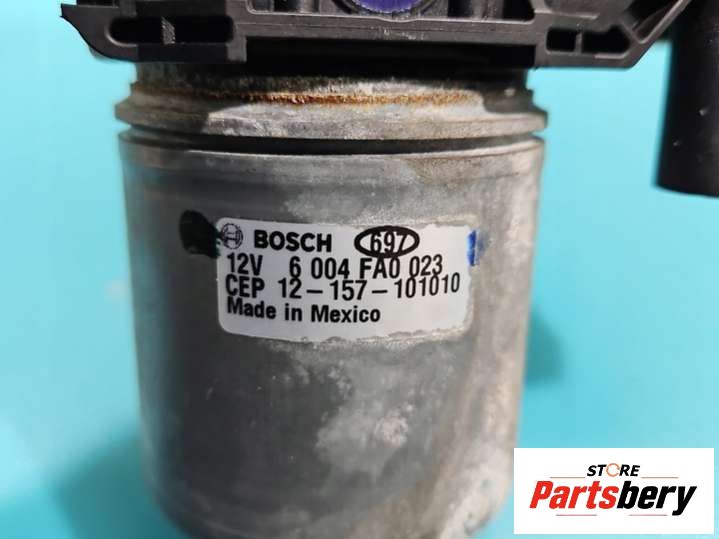 BOSCH 697
12V 6 004 FA0 023
CEP 12-157-101010
Made in Mexico
STORE
Partsbery